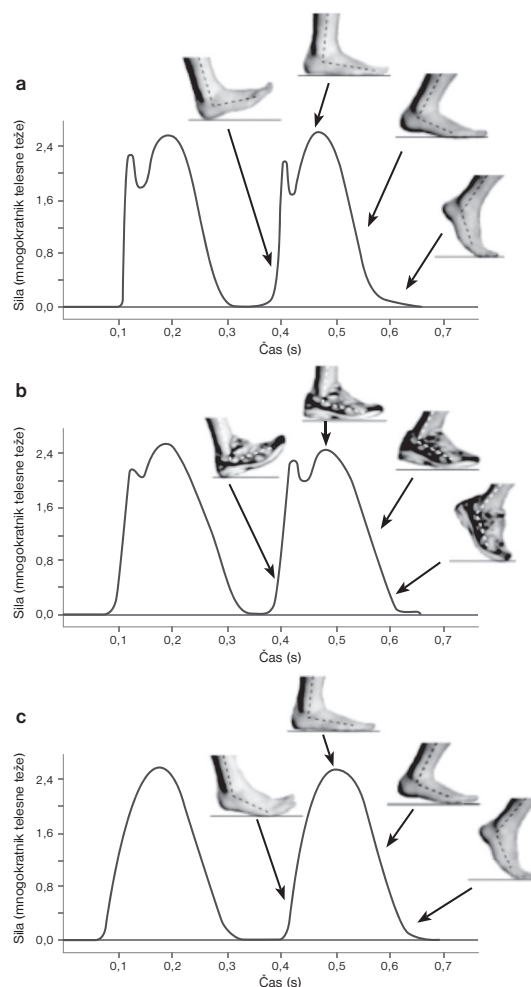 a
Sila (mnogokratnik telesne teže)
2,4
1,6
0,8
0,0
0,1 0,2 0,3 0,4 0,5 0,6 0,7
Čas (s)
b
Sila (mnogokratnik telesne teže)
2,4
1,6
0,8
0,0
0,1 0,2 0,3 0,4 0,5 0,6 0,7
Čas (s)
c
Sila (mnogokratnik telesne teže)
2,4
1,6
0,8
0,0
0,1 0,2 0,3 0,4 0,5 0,6 0,7
Čas (s)